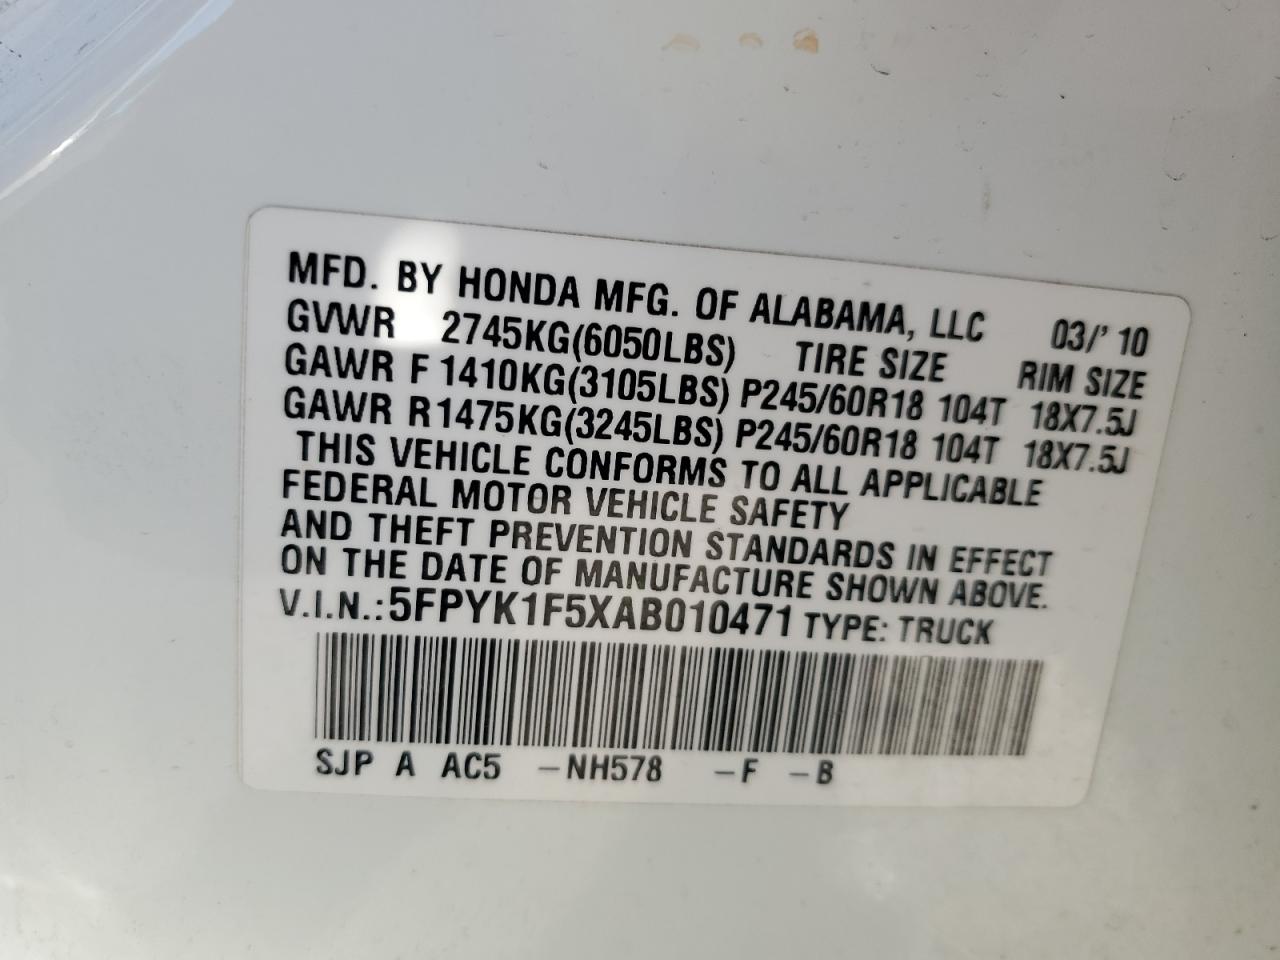 MFD. BY HONDA MFG. OF ALABAMA, LLC 03/' 10
GVWR 2745KG(6050LBS) TIRE SIZE RIM SIZE
GAWR F 1410KG(3105LBS) P245/60R18 104T 18X7.5J
GAWR R 1475KG(3245LBS) P245/60R18 104T 18X7.5J
THIS VEHICLE CONFORMS TO ALL APPLICABLE
FEDERAL MOTOR VEHICLE SAFETY
AND THEFT PREVENTION STANDARDS IN EFFECT
ON THE DATE OF MANUFACTURE SHOWN ABOVE.
V.I.N.: 5FPYK1F5XAB010471 TYPE: TRUCK
SJP A AC5 –NH578 –F –B